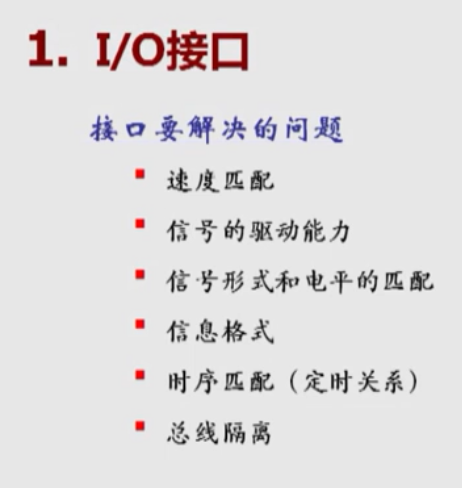 1. I/O接口
接口要解决的问题
速度匹配
信号的驱动能力
信号形式和电平的匹配
信息格式
时序匹配（定时关系）
总线隔离